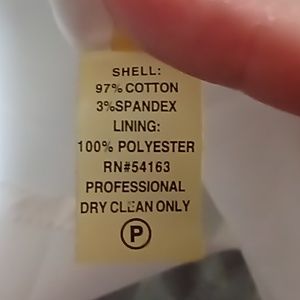 SHELL:
97% COTTON
3%SPANDEX
LINING:
100% POLYESTER
RN#54163
PROFESSIONAL
DRY CLEAN ONLY
P